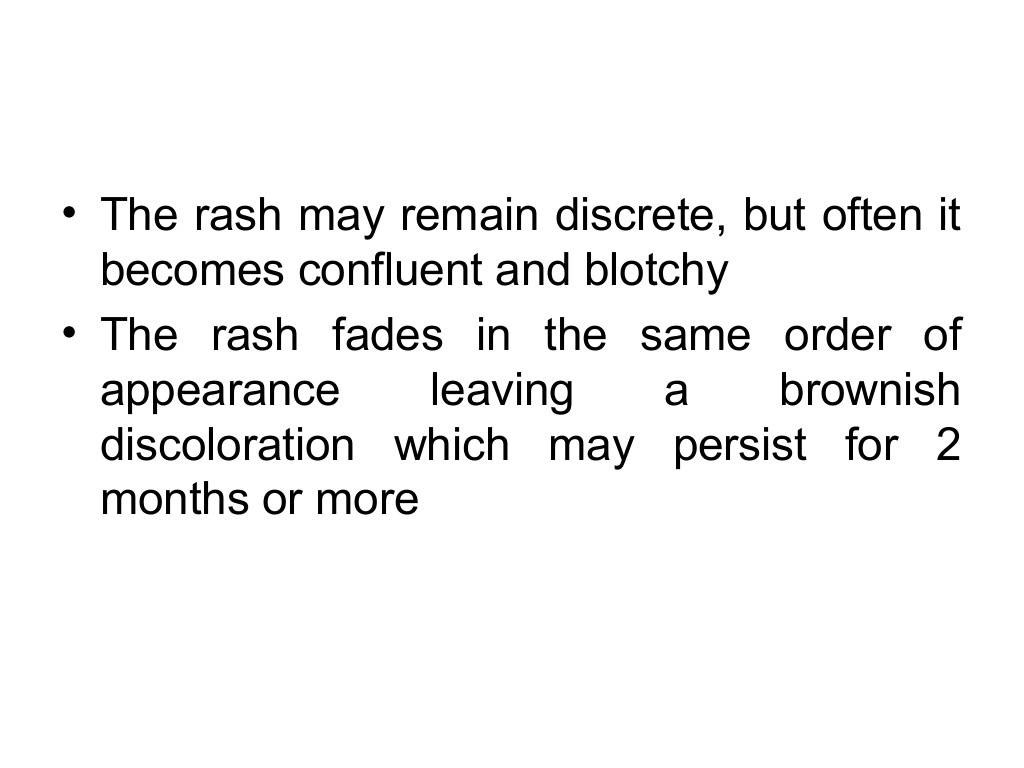 • The rash may remain discrete, but often it
becomes confluent and blotchy
• The rash fades in the same order of
appearance leaving a brownish
discoloration which may persist for 2
months or more